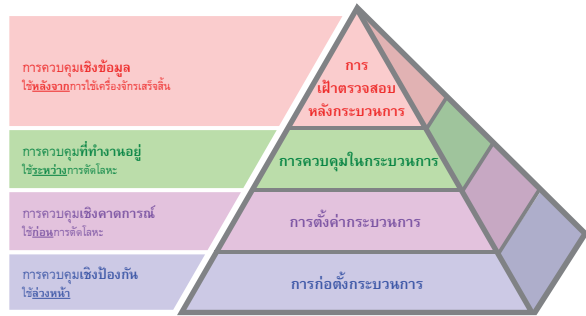 การควบคุมเชิงข้อมูล
ใช้หลังจากการใช้เครื่องจักรเสร็จสิ้น
การ
เฝ้าตรวจสอบ
หลังกระบวนการ
การควบคุมที่ทำงานอยู่
ใช้ระหว่างการตัดโลหะ
การควบคุมในกระบวนการ
การควบคุมเชิงคาดการณ์
ใช้ก่อนการตัดโลหะ
การตั้งค่ากระบวนการ
การควบคุมเชิงป้องกัน
ใช้ล่วงหน้า
การก่อตั้งกระบวนการ